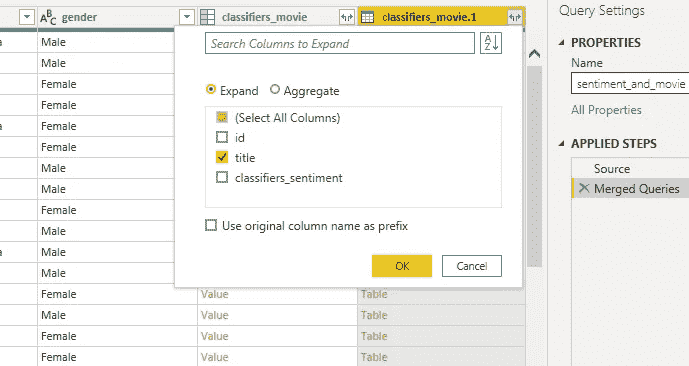 ABC gender classifiers_movie classifiers_movie.1
Query Settings
Search Columns to Expand
A
Z
PROPERTIES
Name
sentiment_and_movie
All Properties
Expand Aggregate
(Select All Columns)
id
title
classifiers_sentiment
Use original column name as prefix
OK Cancel
APPLIED STEPS
Source
Merged Queries
a Male
Male
Female
Female
a Female
Female
Male
Male
Female
Male
a Male
Male
Female Value Table
Male Value Table
Female Value Table
Female Value Table